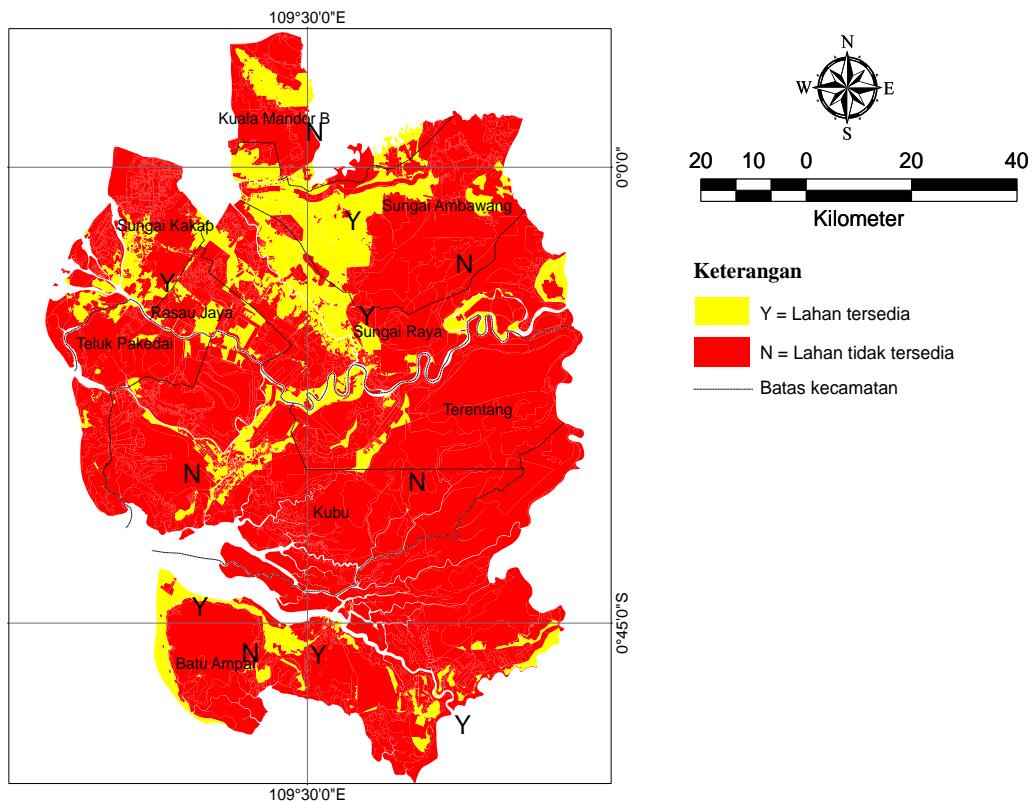 109°30'0"E
Kuala Mandor B
N
0°0'0"
Sungai Ambawang
Y
Sungai Kakap
N
Y
Rasau Jaya
Y
Sungai Raya
Teluk Pakedai
Terentang
N
N
Kubu
Y
0°45'0"S
Batu Ampar
N
Y
Y
109°30'0"E
N
W E
S
20 10 0 20 40
Kilometer
Keterangan
Y = Lahan tersedia
N = Lahan tidak tersedia
Batas kecamatan